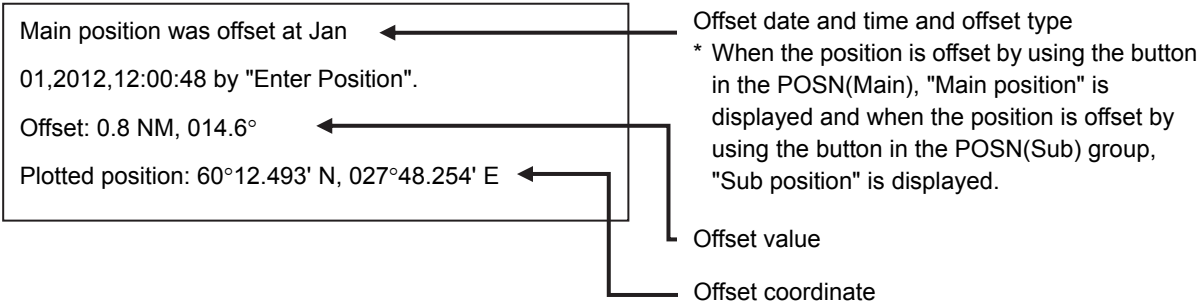 Main position was offset at Jan
01,2012,12:00:48 by "Enter Position".
Offset: 0.8 NM, 014.6°
Plotted position: 60°12.493' N, 027°48.254' E
Offset date and time and offset type
* When the position is offset by using the button
in the POSN(Main), "Main position" is
displayed and when the position is offset by
using the button in the POSN(Sub) group,
"Sub position" is displayed.
Offset value
Offset coordinate